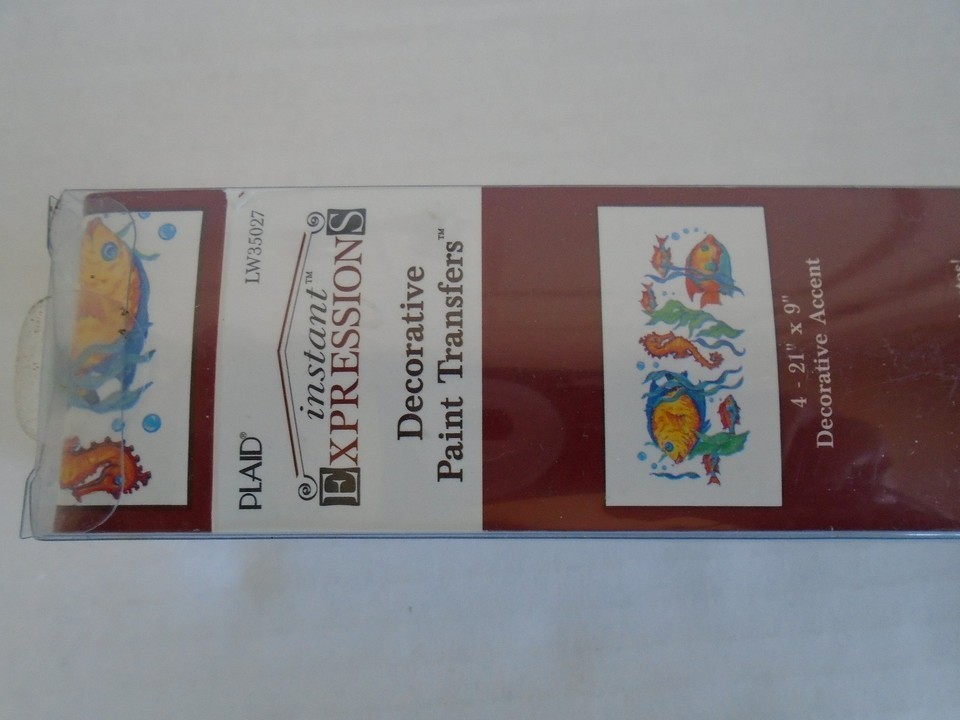 PLAID® LW35027
instant™
EXPRESSIONS
Decorative
Paint Transfers™
4 - 21" x 9"
Decorative Accent